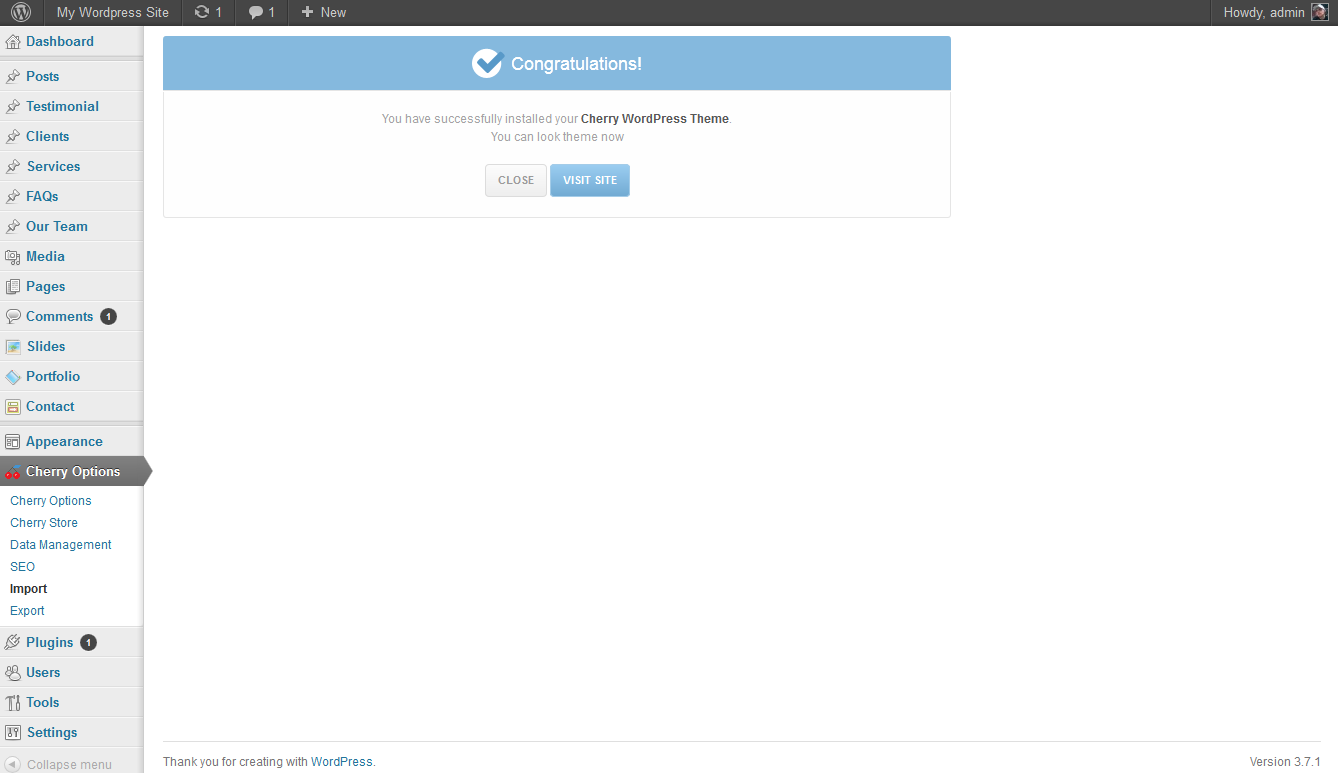 My Wordpress Site 1 1 New Howdy, admin
Dashboard
Posts
Testimonial
Clients
Services
FAQs
Our Team
Media
Pages
Comments 1
Slides
Portfolio
Contact
Appearance
Cherry Options
Cherry Options
Cherry Store
Data Management
SEO
Import
Export
Plugins 1
Users
Tools
Settings
Collapse menu
Congratulations!
You have successfully installed your Cherry WordPress Theme.
You can look theme now
CLOSE VISIT SITE
Thank you for creating with WordPress. Version 3.7.1